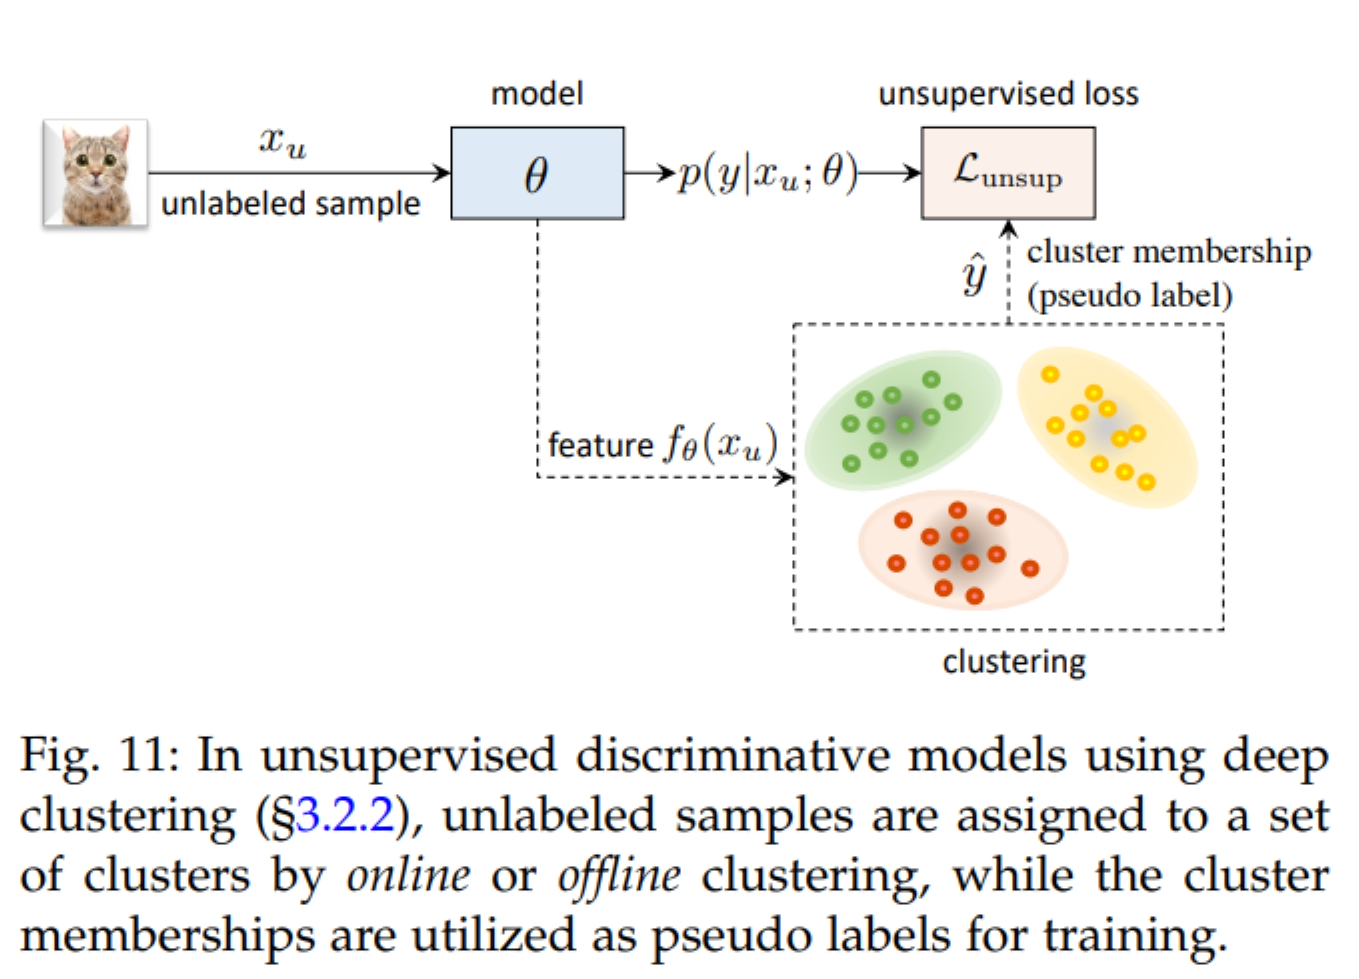 model
unsupervised loss
x_u
unlabeled sample
θ
p(y|x_u; θ)
ℒ_unsup
ŷ
cluster membership
(pseudo label)
feature f_θ(x_u)
clustering
Fig. 11: In unsupervised discriminative models using deep
clustering (§3.2.2), unlabeled samples are assigned to a set
of clusters by online or offline clustering, while the cluster
memberships are utilized as pseudo labels for training.